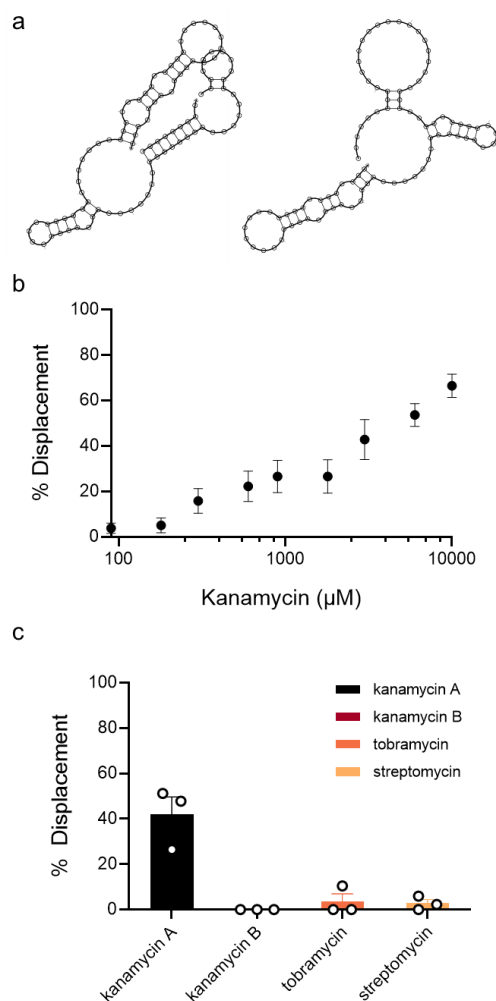 a
b
100
80
60
40
20
0
% Displacement
100
1000
10000
Kanamycin (µM)
c
100
80
60
40
20
0
% Displacement
kanamycin A
kanamycin B
tobramycin
streptomycin
kanamycin A
kanamycin B
tobramycin
streptomycin